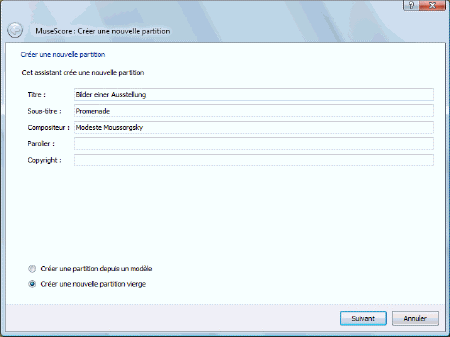 MuseScore : Créer une nouvelle partition
Créer une nouvelle partition
Cet assistant crée une nouvelle partition
Titre : Bilder einer Ausstellung
Sous-titre : Promenade
Compositeur : Modeste Moussorgsky
Parolier :
Copyright :
Créer une partition depuis un modèle
Créer une nouvelle partition vierge
Suivant Annuler